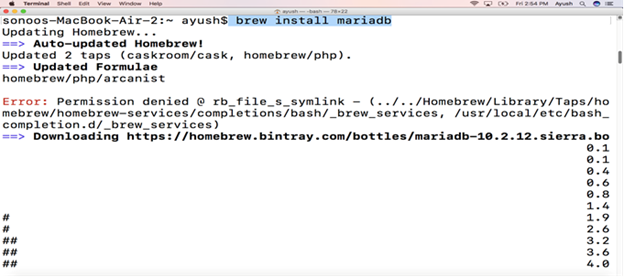 Terminal Shell Edit View Window Help
Fri 2:54 PM Ayush
ayush — -bash — 76×22
sonoos-MacBook-Air-2:~ ayush$ brew install mariadb
Updating Homebrew...
==> Auto-updated Homebrew!
Updated 2 taps (caskroom/cask, homebrew/php).
==> Updated Formulae
homebrew/php/arcanist
Error: Permission denied @ rb_file_s_symlink - (../../Homebrew/Library/Taps/ho
mebrew/homebrew-services/completions/bash/_brew_services, /usr/local/etc/bash_
completion.d/_brew_services)
==> Downloading https://homebrew.bintray.com/bottles/mariadb-10.2.12.sierra.bo
0.1
0.1
0.4
0.6
0.8
1.4
# 1.9
# 2.6
## 3.2
## 3.6
## 4.0